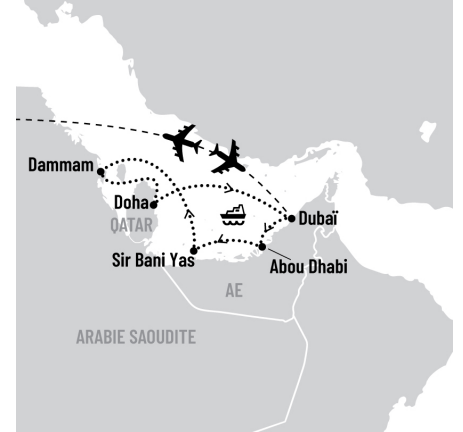 Dammam
Doha
QATAR
Dubaï
Sir Bani Yas
Abou Dhabi
AE
ARABIE SAOUDITE